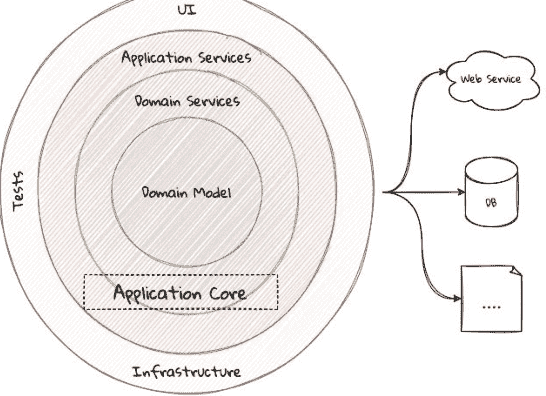 UI
Application Services
Domain Services
Tests
Domain Model
Application Core
Infrastructure
Web Service
DB
....